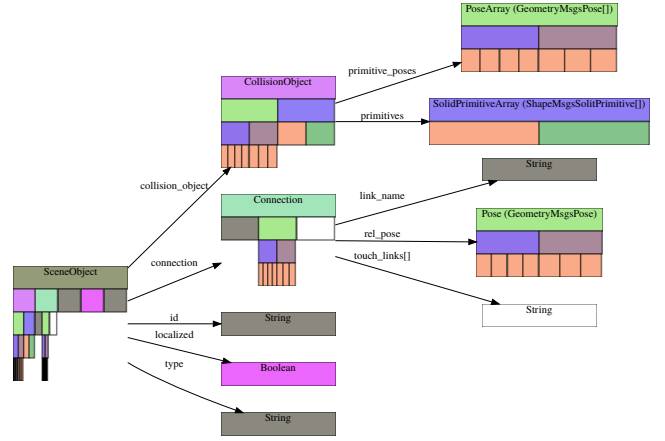 PoseArray (GeometryMsgsPose[])
primitive_poses
CollisionObject
SolidPrimitiveArray (ShapeMsgsSolitPrimitive[])
primitives
String
collision_object
link_name
Connection
Pose (GeometryMsgsPose)
rel_pose
connection
touch_links[]
SceneObject
String
id
String
localized
Boolean
type
String